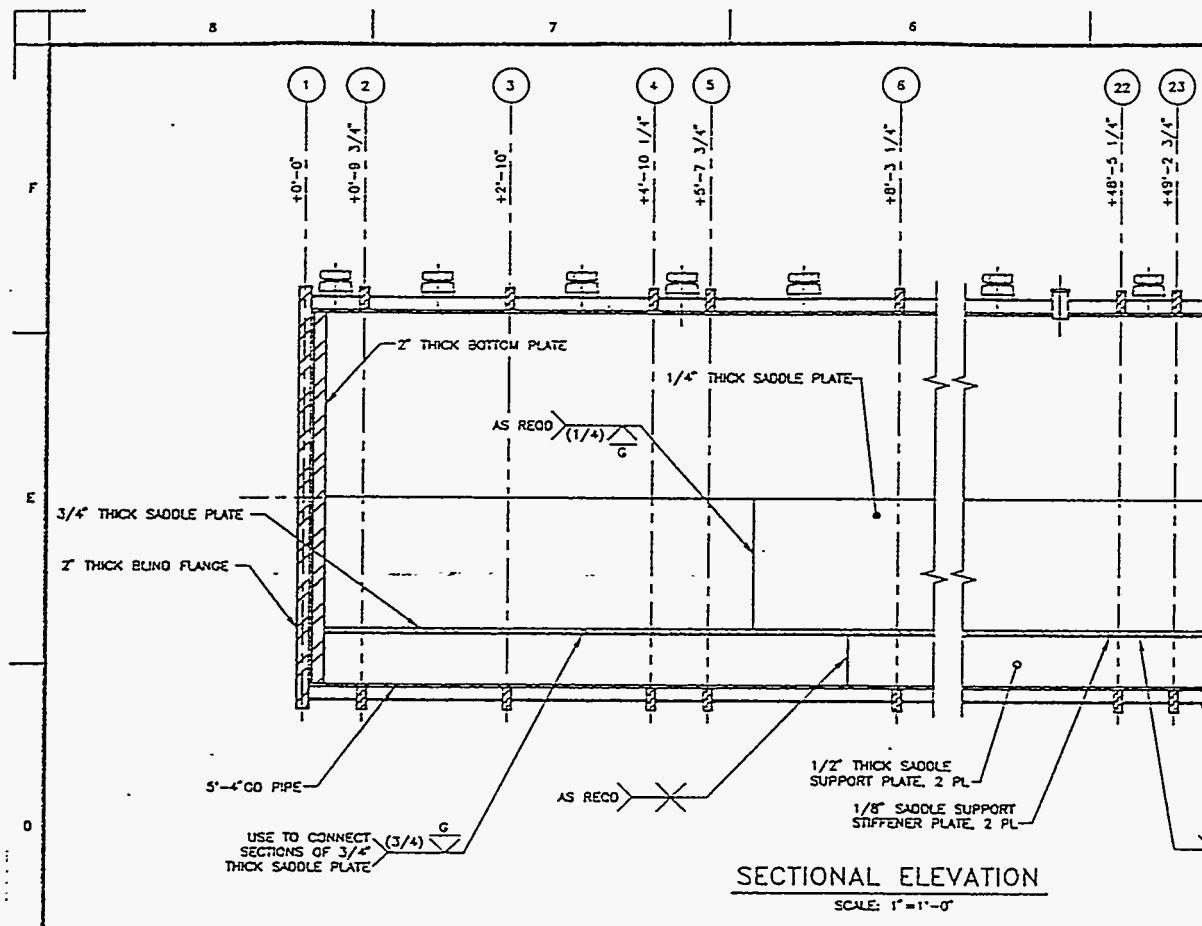 8 7 6
1 2 3 4 5 6 22 23
+0'-0"
+0'-9 3/4"
+2'-10"
+4'-10 1/4"
+5'-7 3/4"
+8'-3 1/4"
+48'-5 1/4"
+49'-2 3/4"
F
2" THICK BOTTOM PLATE
1/4" THICK SADDLE PLATE
AS REQD
(1/4)
G
E
3/4" THICK SADDLE PLATE
2" THICK BLIND FLANGE
5'-4" OD PIPE
AS REQD
1/2" THICK SADDLE
SUPPORT PLATE, 2 PL
1/8" SADDLE SUPPORT
STIFFENER PLATE, 2 PL
D
USE TO CONNECT
SECTIONS OF 3/4"
THICK SADDLE PLATE
(3/4)
G
SECTIONAL ELEVATION
SCALE: 1"=1'-0"